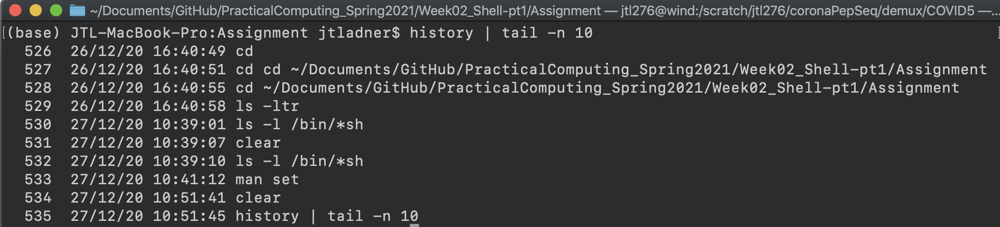 ~/Documents/GitHub/PracticalComputing_Spring2021/Week02_Shell-pt1/Assignment — jtl276@wind:/scratch/jtl276/coronaPepSeq/demux/COVID5 —...
[(base) JTL-MacBook-Pro:Assignment jtladner$ history | tail -n 10 ]
526 26/12/20 16:40:49 cd
527 26/12/20 16:40:51 cd cd ~/Documents/GitHub/PracticalComputing_Spring2021/Week02_Shell-pt1/Assignment
528 26/12/20 16:40:55 cd ~/Documents/GitHub/PracticalComputing_Spring2021/Week02_Shell-pt1/Assignment
529 26/12/20 16:40:58 ls -ltr
530 27/12/20 10:39:01 ls -l /bin/*sh
531 27/12/20 10:39:07 clear
532 27/12/20 10:39:10 ls -l /bin/*sh
533 27/12/20 10:41:12 man set
534 27/12/20 10:51:41 clear
535 27/12/20 10:51:45 history | tail -n 10